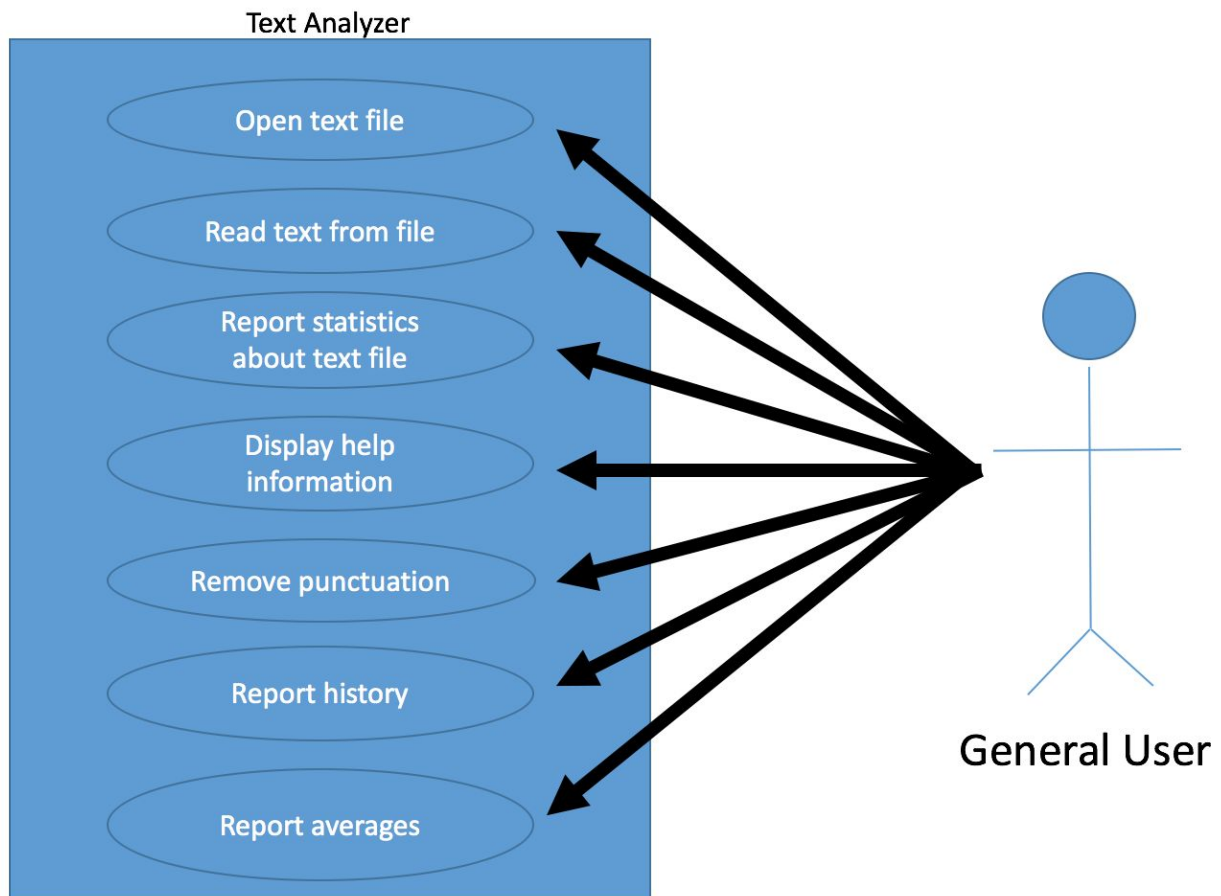 Text Analyzer
Open text file
Read text from file
Report statistics
about text file
Display help
information
Remove punctuation
Report history
Report averages
General User